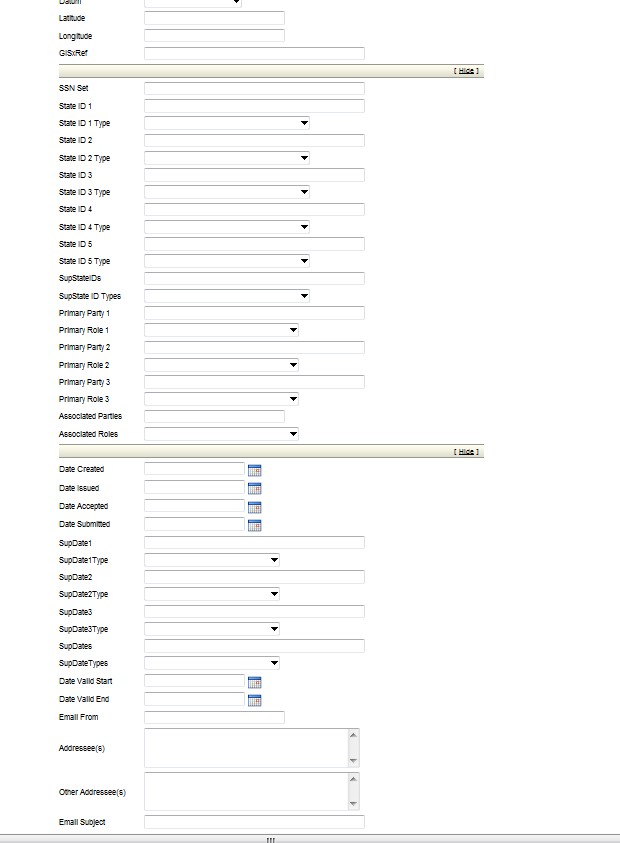 Datum
Latitude
Longitude
GISxRef
[ Hide ]
SSN Set
State ID 1
State ID 1 Type
State ID 2
State ID 2 Type
State ID 3
State ID 3 Type
State ID 4
State ID 4 Type
State ID 5
State ID 5 Type
SupStateIDs
SupState ID Types
Primary Party 1
Primary Role 1
Primary Party 2
Primary Role 2
Primary Party 3
Primary Role 3
Associated Parties
Associated Roles
[ Hide ]
Date Created
Date Issued
Date Accepted
Date Submitted
SupDate1
SupDate1Type
SupDate2
SupDate2Type
SupDate3
SupDate3Type
SupDates
SupDateTypes
Date Valid Start
Date Valid End
Email From
Addressee(s)
Other Addressee(s)
Email Subject